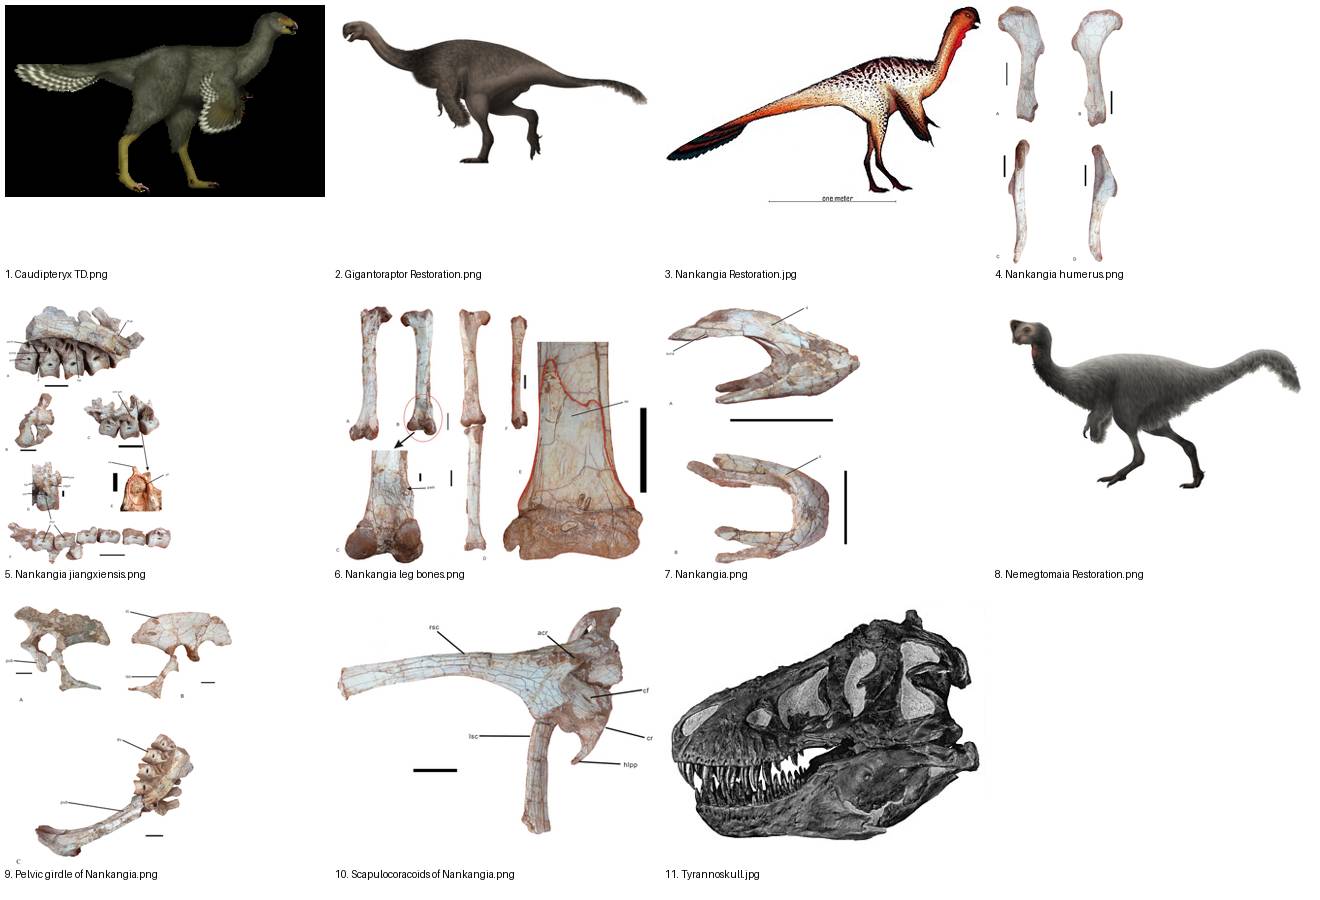 one meter
1. Caudipteryx TD.png
2. Gigantoraptor Restoration.png
3. Nankangia Restoration.jpg
A
B
C
D
4. Nankangia humerus.png
A
B
C
D
E
F
5. Nankangia jiangxiensis.png
A
B
F
E
C
D
6. Nankangia leg bones.png
A
B
7. Nankangia.png
8. Nemegtomaia Restoration.png
A
B
C
9. Pelvic girdle of Nankangia.png
rsc
acr
cf
lsc
cr
hlpp
10. Scapulocoracoids of Nankangia.png
11. Tyrannoskull.jpg